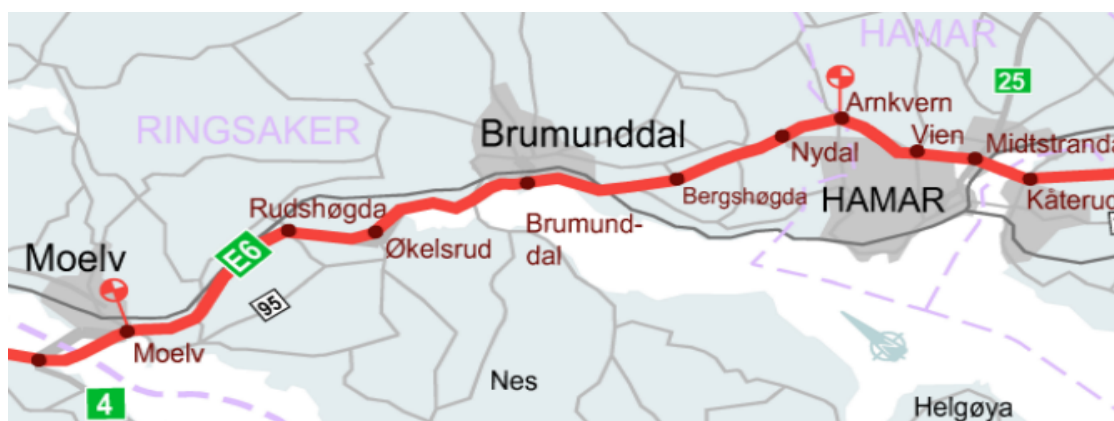 HAMAR
25
RINGSAKER
Brumunddal
Arnkvern
Vien
Midtstranda
Nydal
Bergshøgda
HAMAR
Kåterug
Rudshøgda
Økelsrud
Brumund-
dal
Moelv
E6
95
Moelv
4
Nes
N
Helgøya